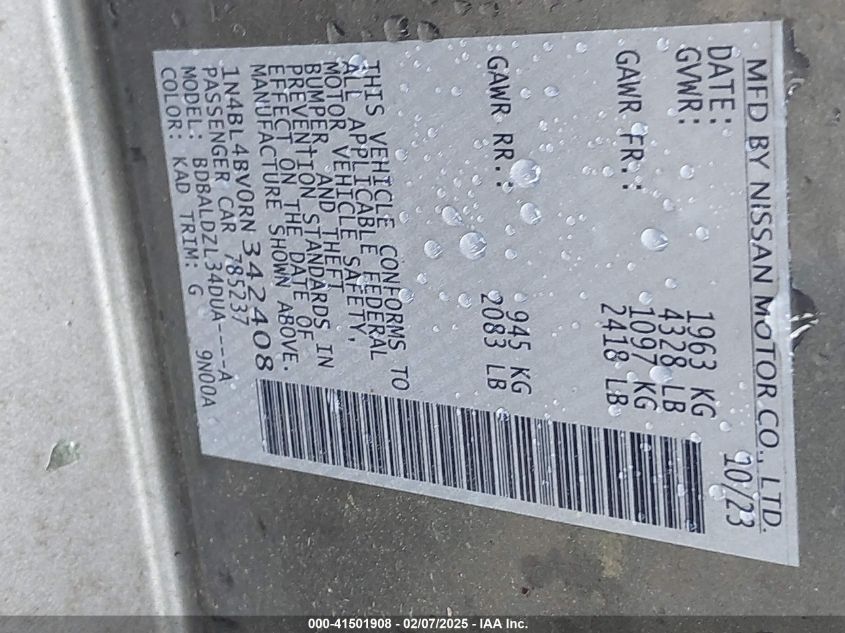 MFD BY NISSAN MOTOR CO., LTD.
DATE: 10/23
GVWR: 1963 KG
4328 LB
GAWR FR.: 1097 KG
2418 LB
GAWR RR.: 945 KG
2083 LB
THIS VEHICLE CONFORMS TO
ALL APPLICABLE FEDERAL
MOTOR VEHICLE SAFETY,
BUMPER, AND THEFT
PREVENTION STANDARDS IN
EFFECT ON THE DATE OF
MANUFACTURE SHOWN ABOVE.
1N4BL4BV0RN342408
PASSENGER CAR 785237
MODEL: BDBALDZL34DUA----A
COLOR: KAD TRIM: G 9N00A
000-41501908 - 02/07/2025 - IAA Inc.